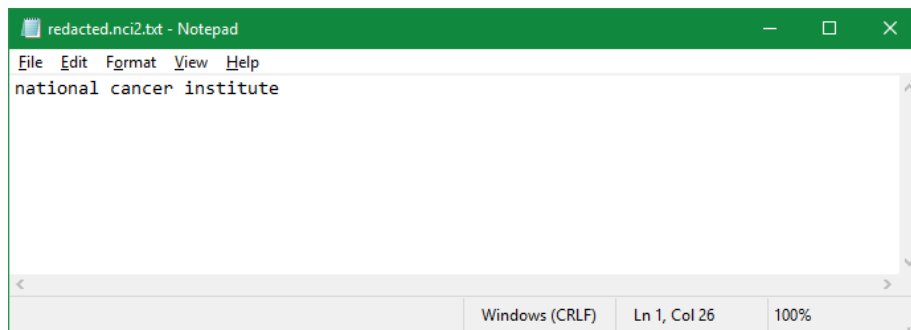 redacted.nci2.txt - Notepad
File Edit Format View Help
national cancer institute
Windows (CRLF) Ln 1, Col 26 100%